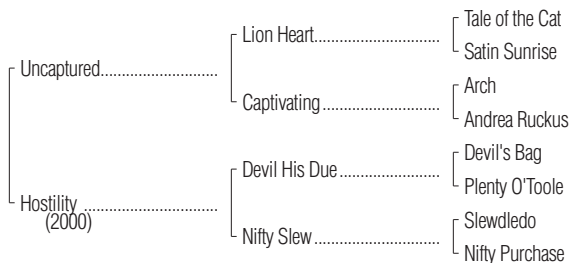 Tale of the Cat
Lion Heart
Satin Sunrise
Uncaptured
Arch
Captivating
Andrea Ruckus
Devil's Bag
Devil His Due
Plenty O'Toole
Hostility
(2000)
Slewdledo
Nifty Slew
Nifty Purchase